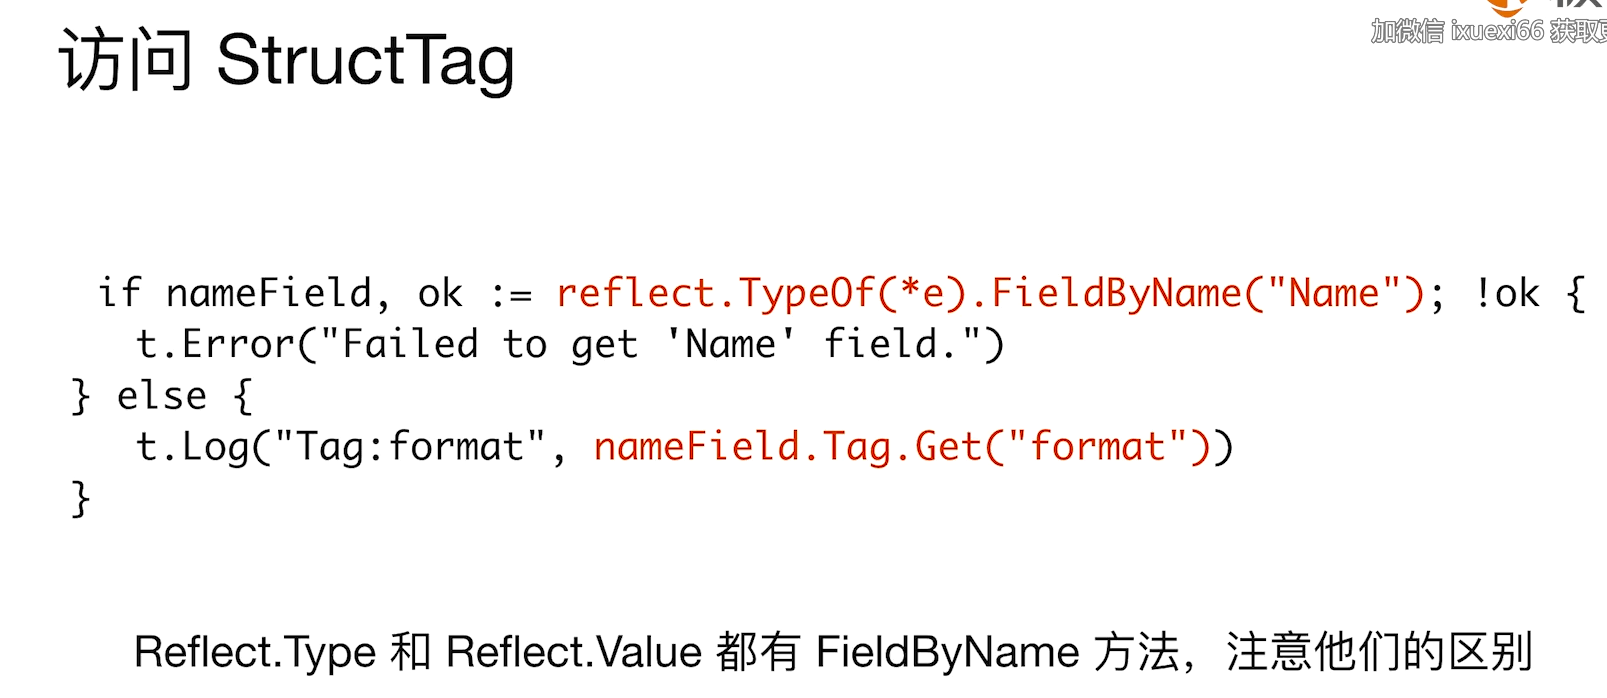 加微信 ixuexi66 获取
访问 StructTag
if nameField, ok := reflect.TypeOf(*e).FieldByName("Name"); !ok {
t.Error("Failed to get 'Name' field.")
} else {
t.Log("Tag:format", nameField.Tag.Get("format"))
}
Reflect.Type 和 Reflect.Value 都有 FieldByName 方法，注意他们的区别